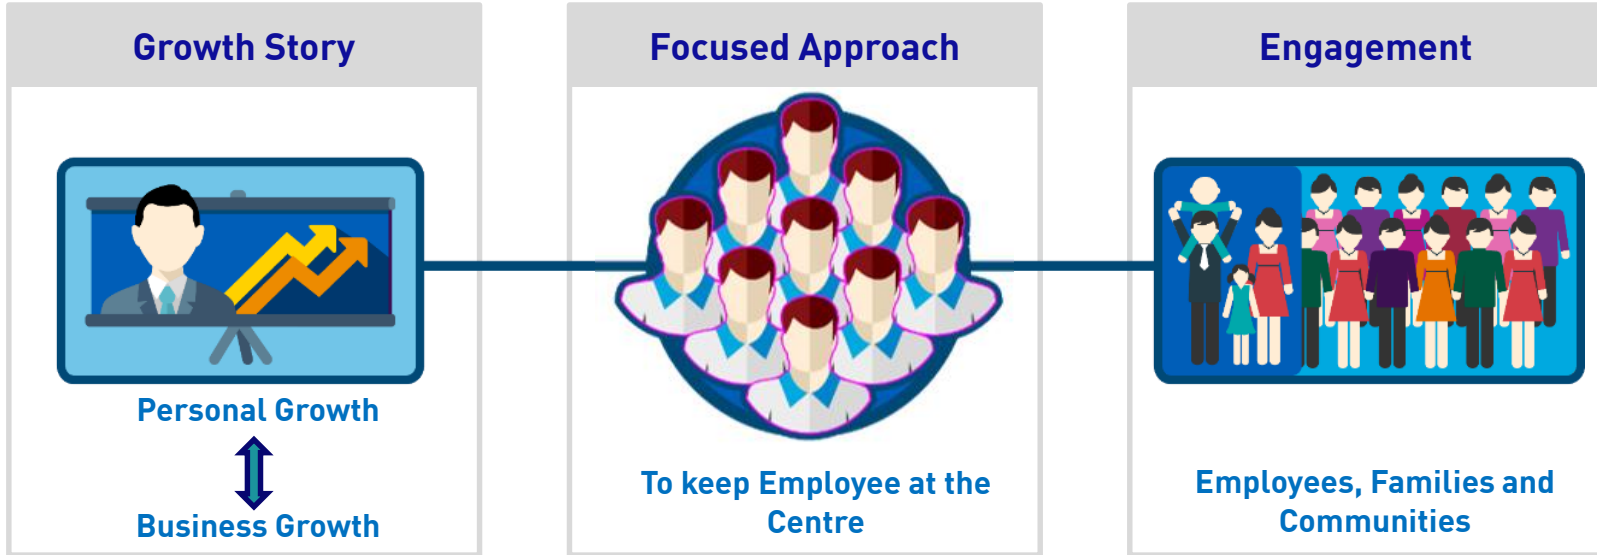 Growth Story
Personal Growth
Business Growth
Focused Approach
To keep Employee at the
Centre
Engagement
Employees, Families and
Communities